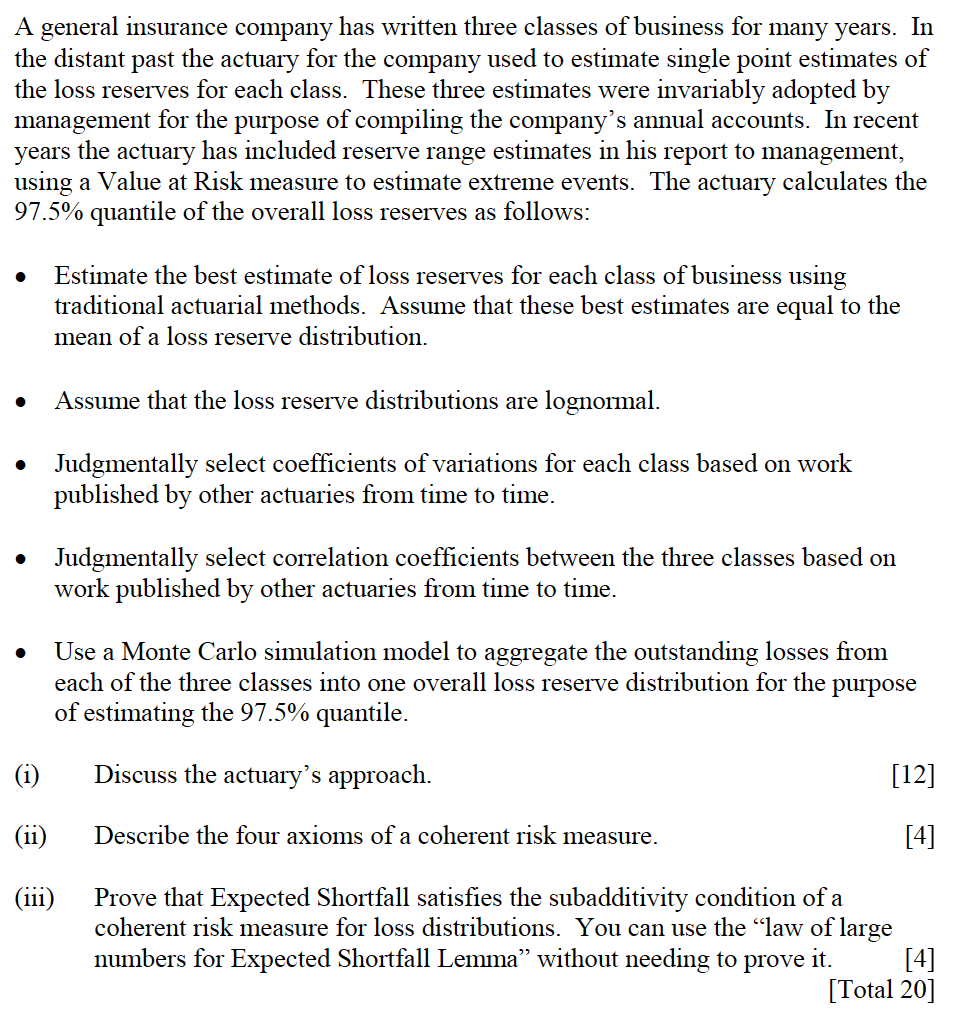 A general insurance company has written three classes of business for many years.  In
the distant past the actuary for the company used to estimate single point estimates of
the loss reserves for each class.  These three estimates were invariably adopted by
management for the purpose of compiling the company’s annual accounts.  In recent
years the actuary has included reserve range estimates in his report to management,
using a Value at Risk measure to estimate extreme events.  The actuary calculates the
97.5% quantile of the overall loss reserves as follows:
• Estimate the best estimate of loss reserves for each class of business using
traditional actuarial methods.  Assume that these best estimates are equal to the
mean of a loss reserve distribution.
• Assume that the loss reserve distributions are lognormal.
• Judgmentally select coefficients of variations for each class based on work
published by other actuaries from time to time.
• Judgmentally select correlation coefficients between the three classes based on
work published by other actuaries from time to time.
• Use a Monte Carlo simulation model to aggregate the outstanding losses from
each of the three classes into one overall loss reserve distribution for the purpose
of estimating the 97.5% quantile.
(i) Discuss the actuary’s approach. [12]
(ii) Describe the four axioms of a coherent risk measure. [4]
(iii) Prove that Expected Shortfall satisfies the subadditivity condition of a
coherent risk measure for loss distributions.  You can use the “law of large
numbers for Expected Shortfall Lemma” without needing to prove it. [4]
[Total 20]